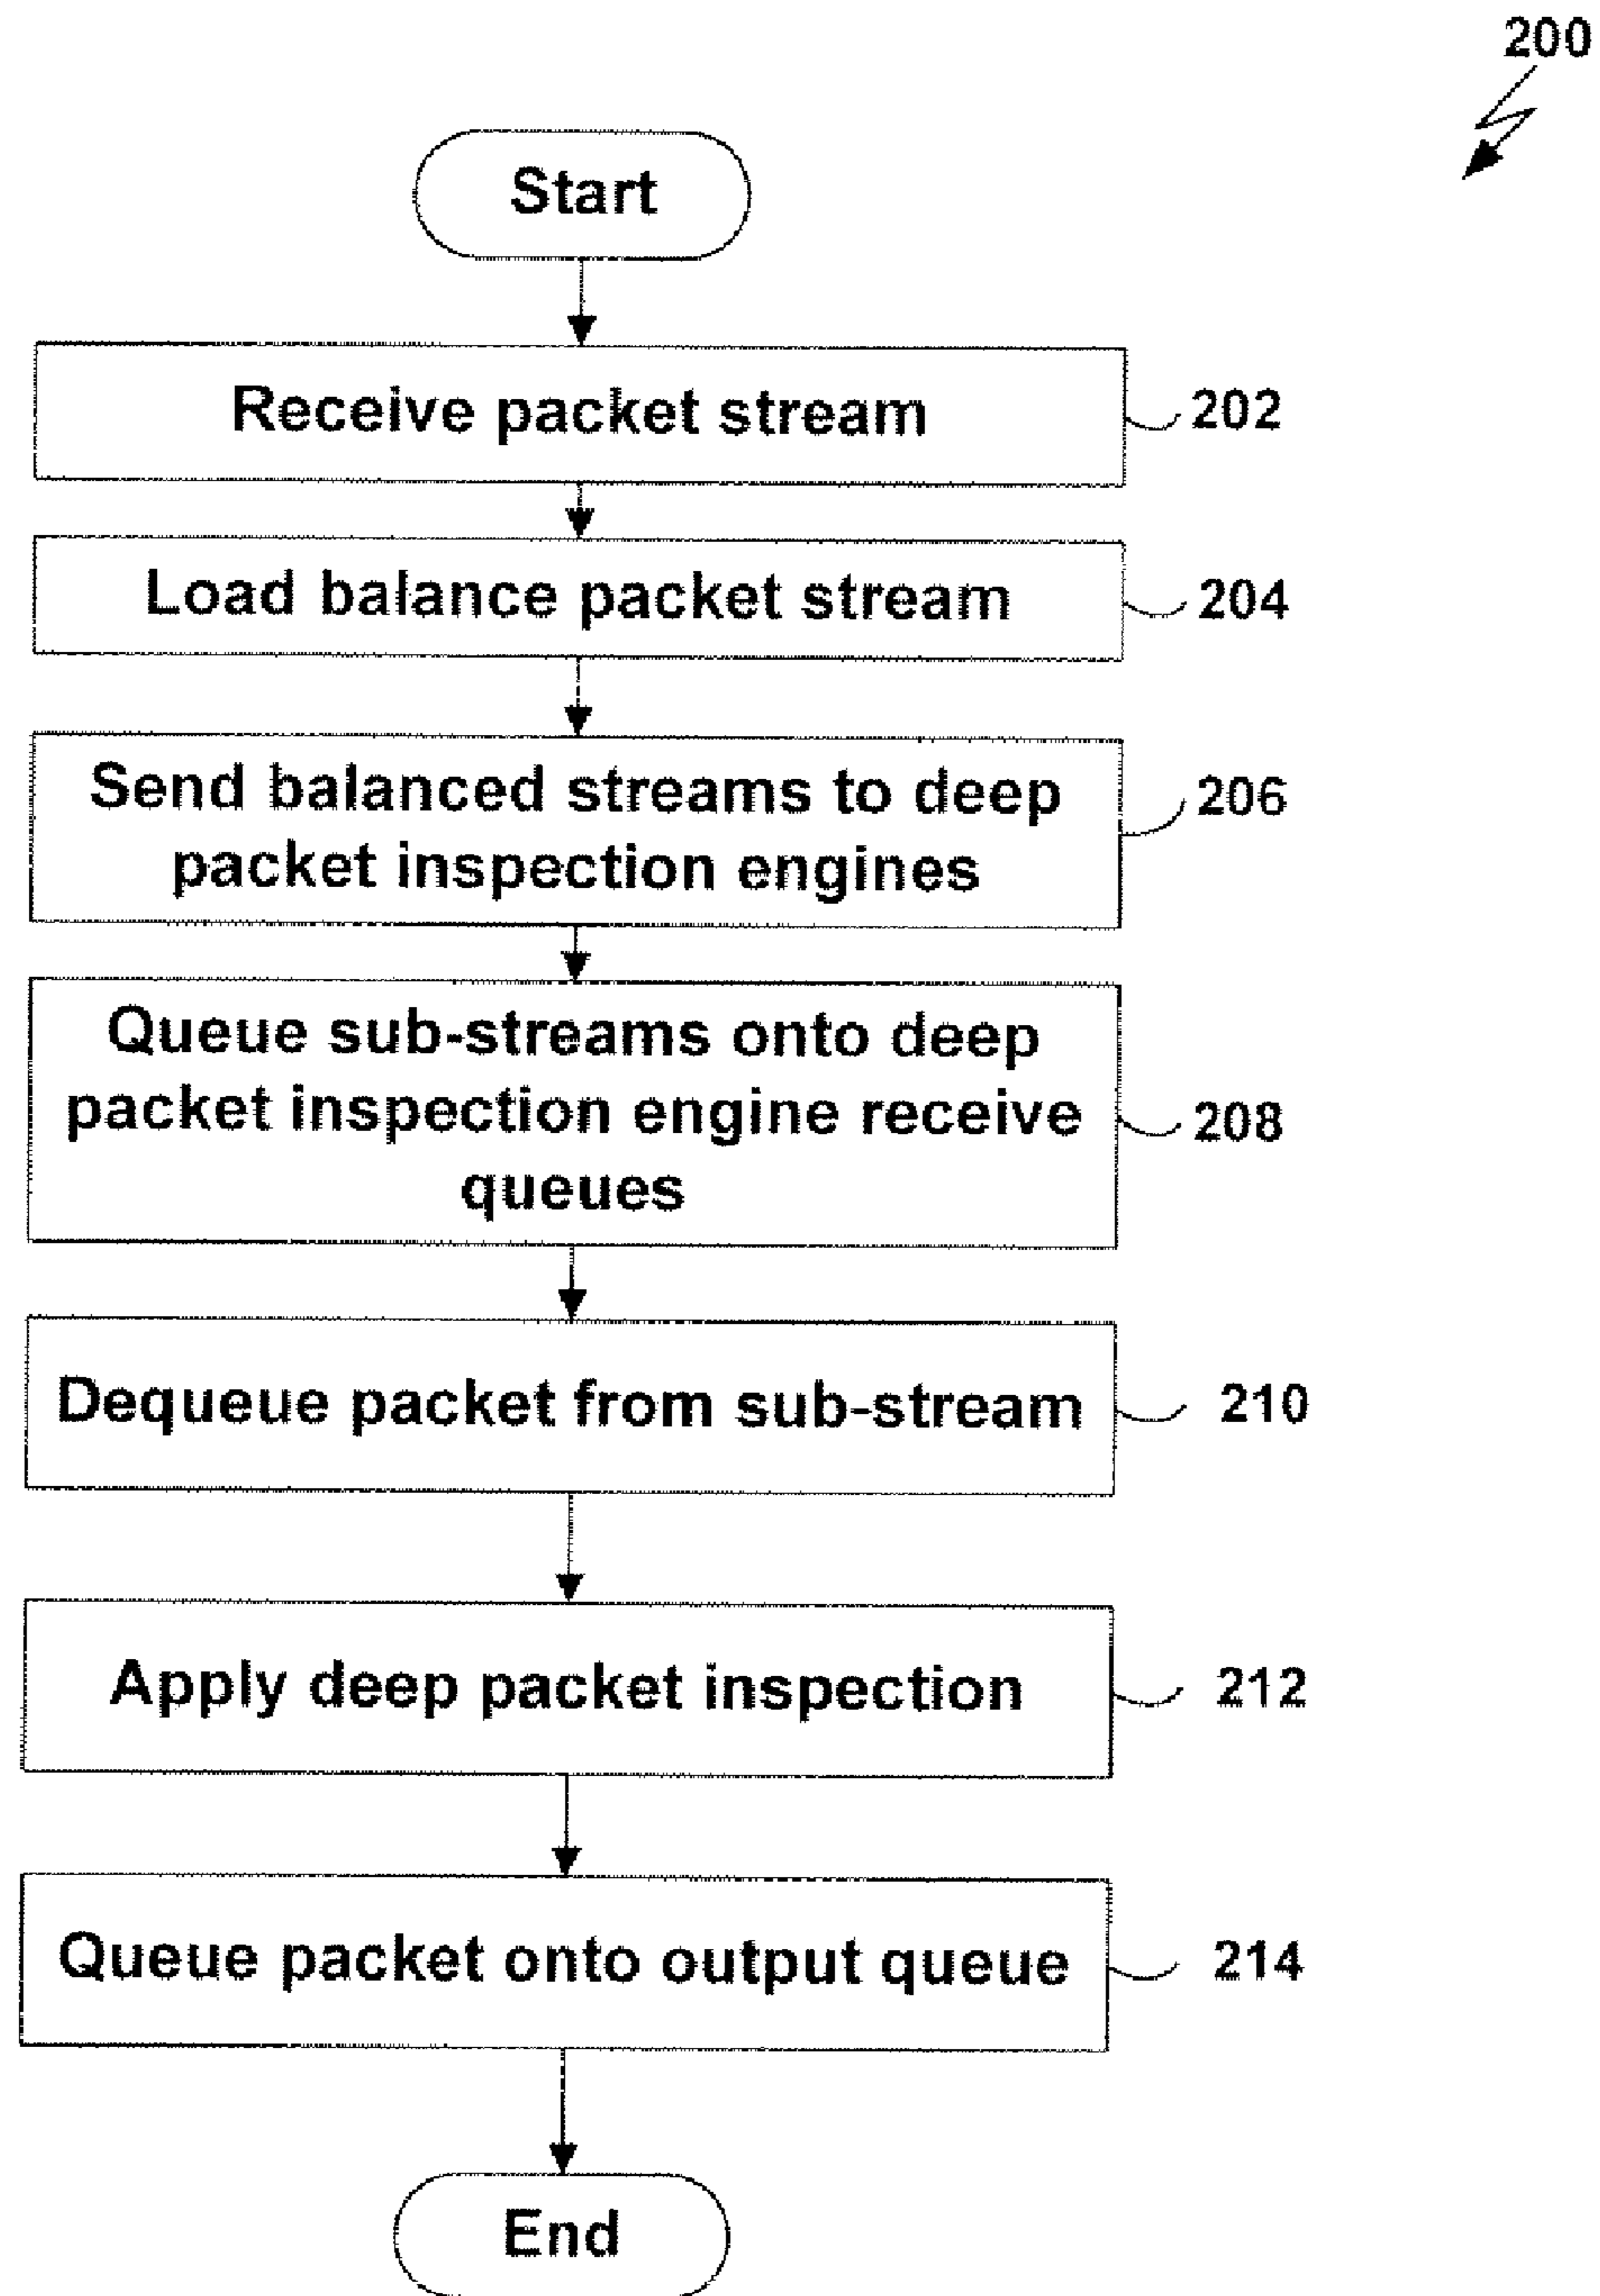 200
Start
Receive packet stream
202
Load balance packet stream
204
Send balanced streams to deep
packet inspection engines
206
Queue sub-streams onto deep
packet inspection engine receive
queues
208
Dequeue packet from sub-stream
210
Apply deep packet inspection
212
Queue packet onto output queue
214
End